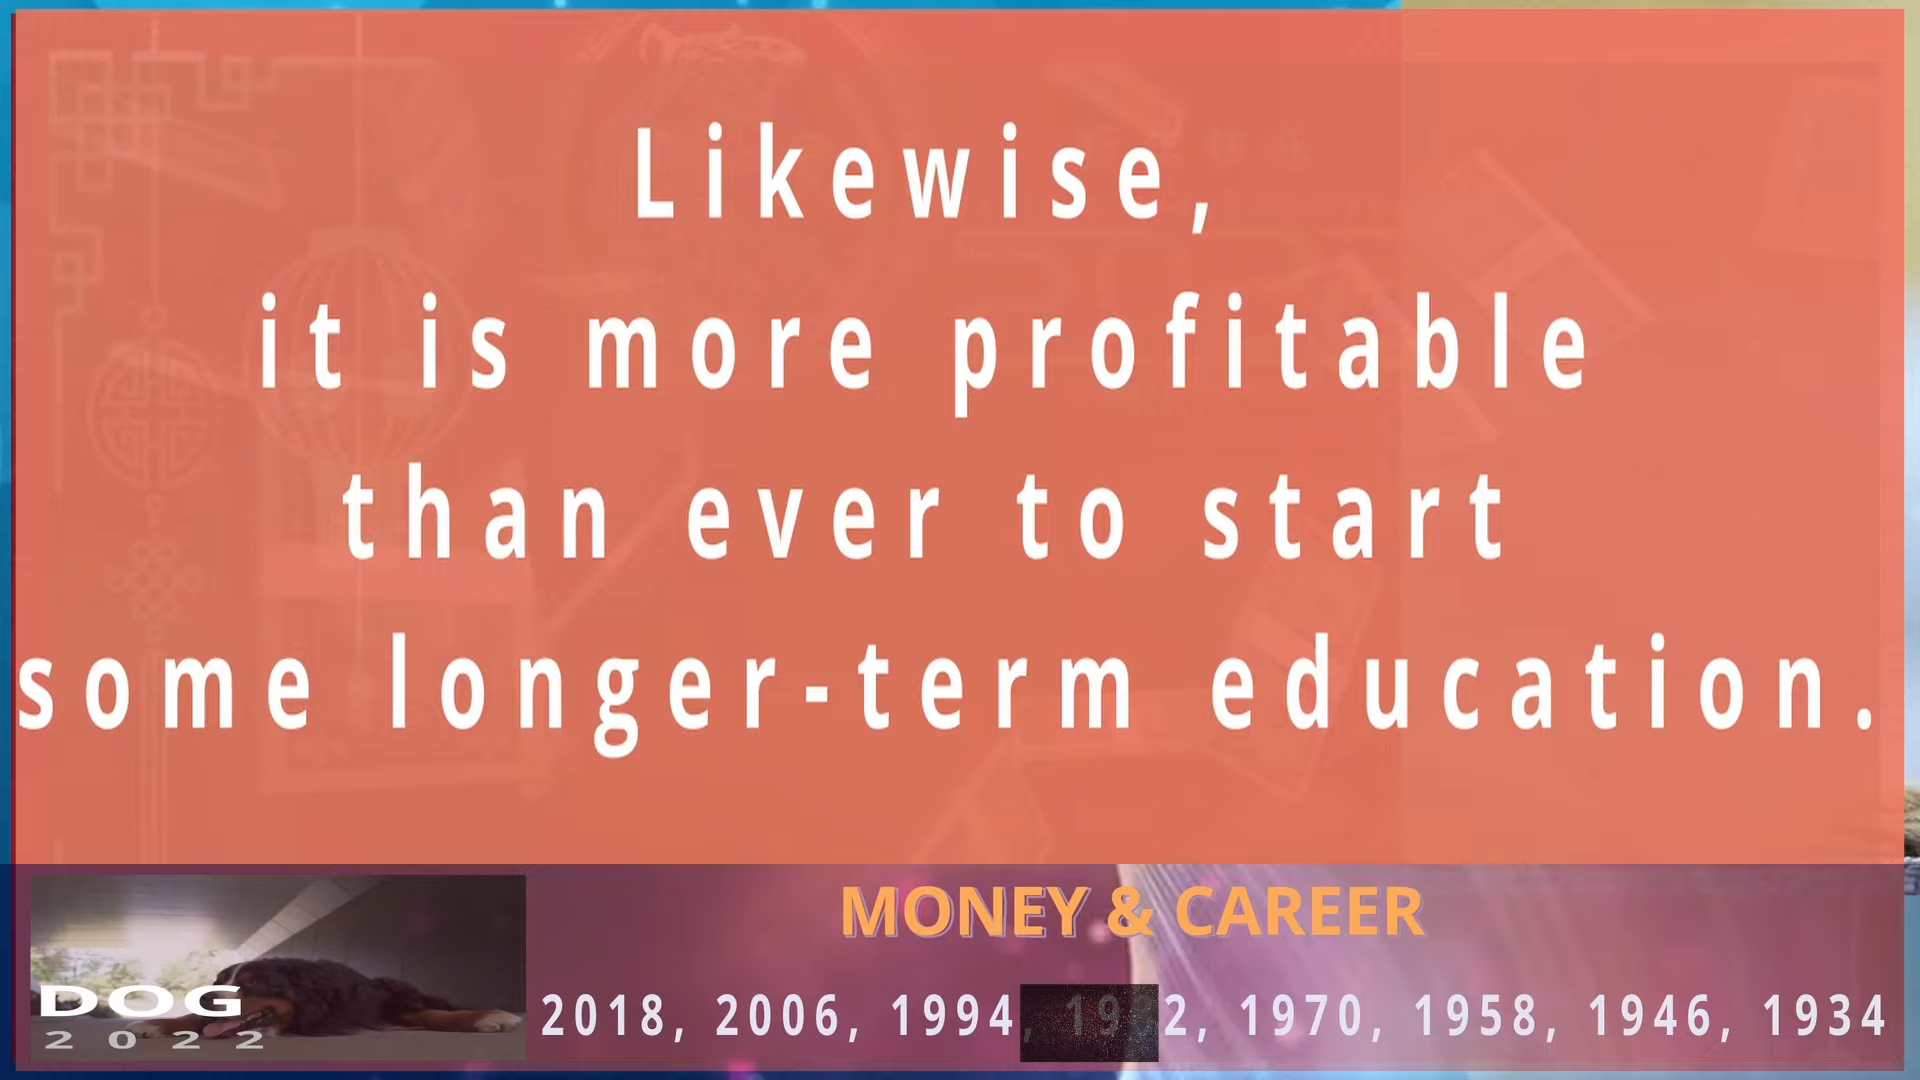 Likewise,
it is more profitable
than ever to start
some longer-term education.
MONEY & CAREER
DOG
2022
2018, 2006, 1994, 1982, 1970, 1958, 1946, 1934